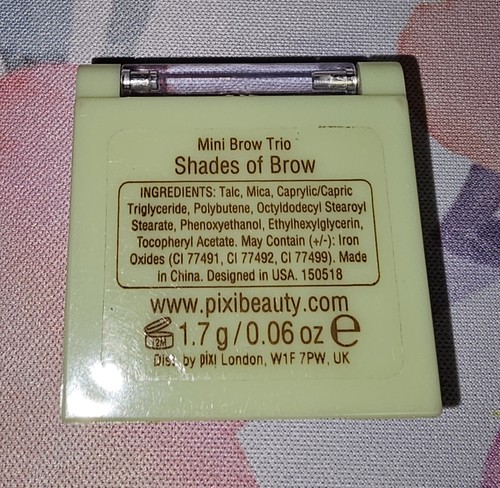 Mini Brow Trio
Shades of Brow
INGREDIENTS: Talc, Mica, Caprylic/Capric
Triglyceride, Polybutene, Octyldodecyl Stearoyl
Stearate, Phenoxyethanol, Ethylhexylglycerin,
Tocopheryl Acetate. May Contain (+/-): Iron
Oxides (CI 77491, CI 77492, CI 77499). Made
in China. Designed in USA. 150518
www.pixibeauty.com
12M 1.7 g / 0.06 oz e
Dist. by pixi London, W1F 7PW, UK